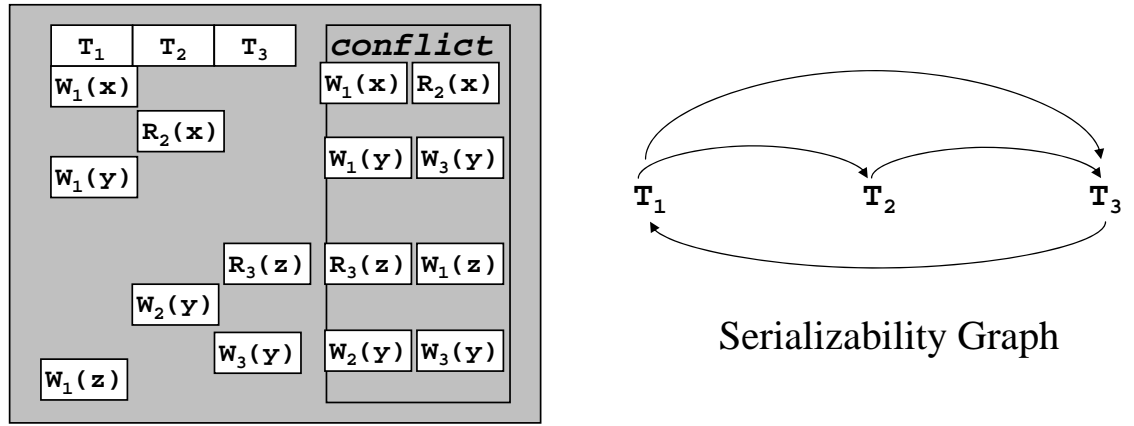 T₁ T₂ T₃ conflict
W₁(x) W₁(x) R₂(x)
R₂(x)
W₁(y) W₁(y) W₃(y)
R₃(z) R₃(z) W₁(z)
W₂(y)
W₃(y) W₂(y) W₃(y)
W₁(z)
T₁ T₂ T₃
Serializability Graph